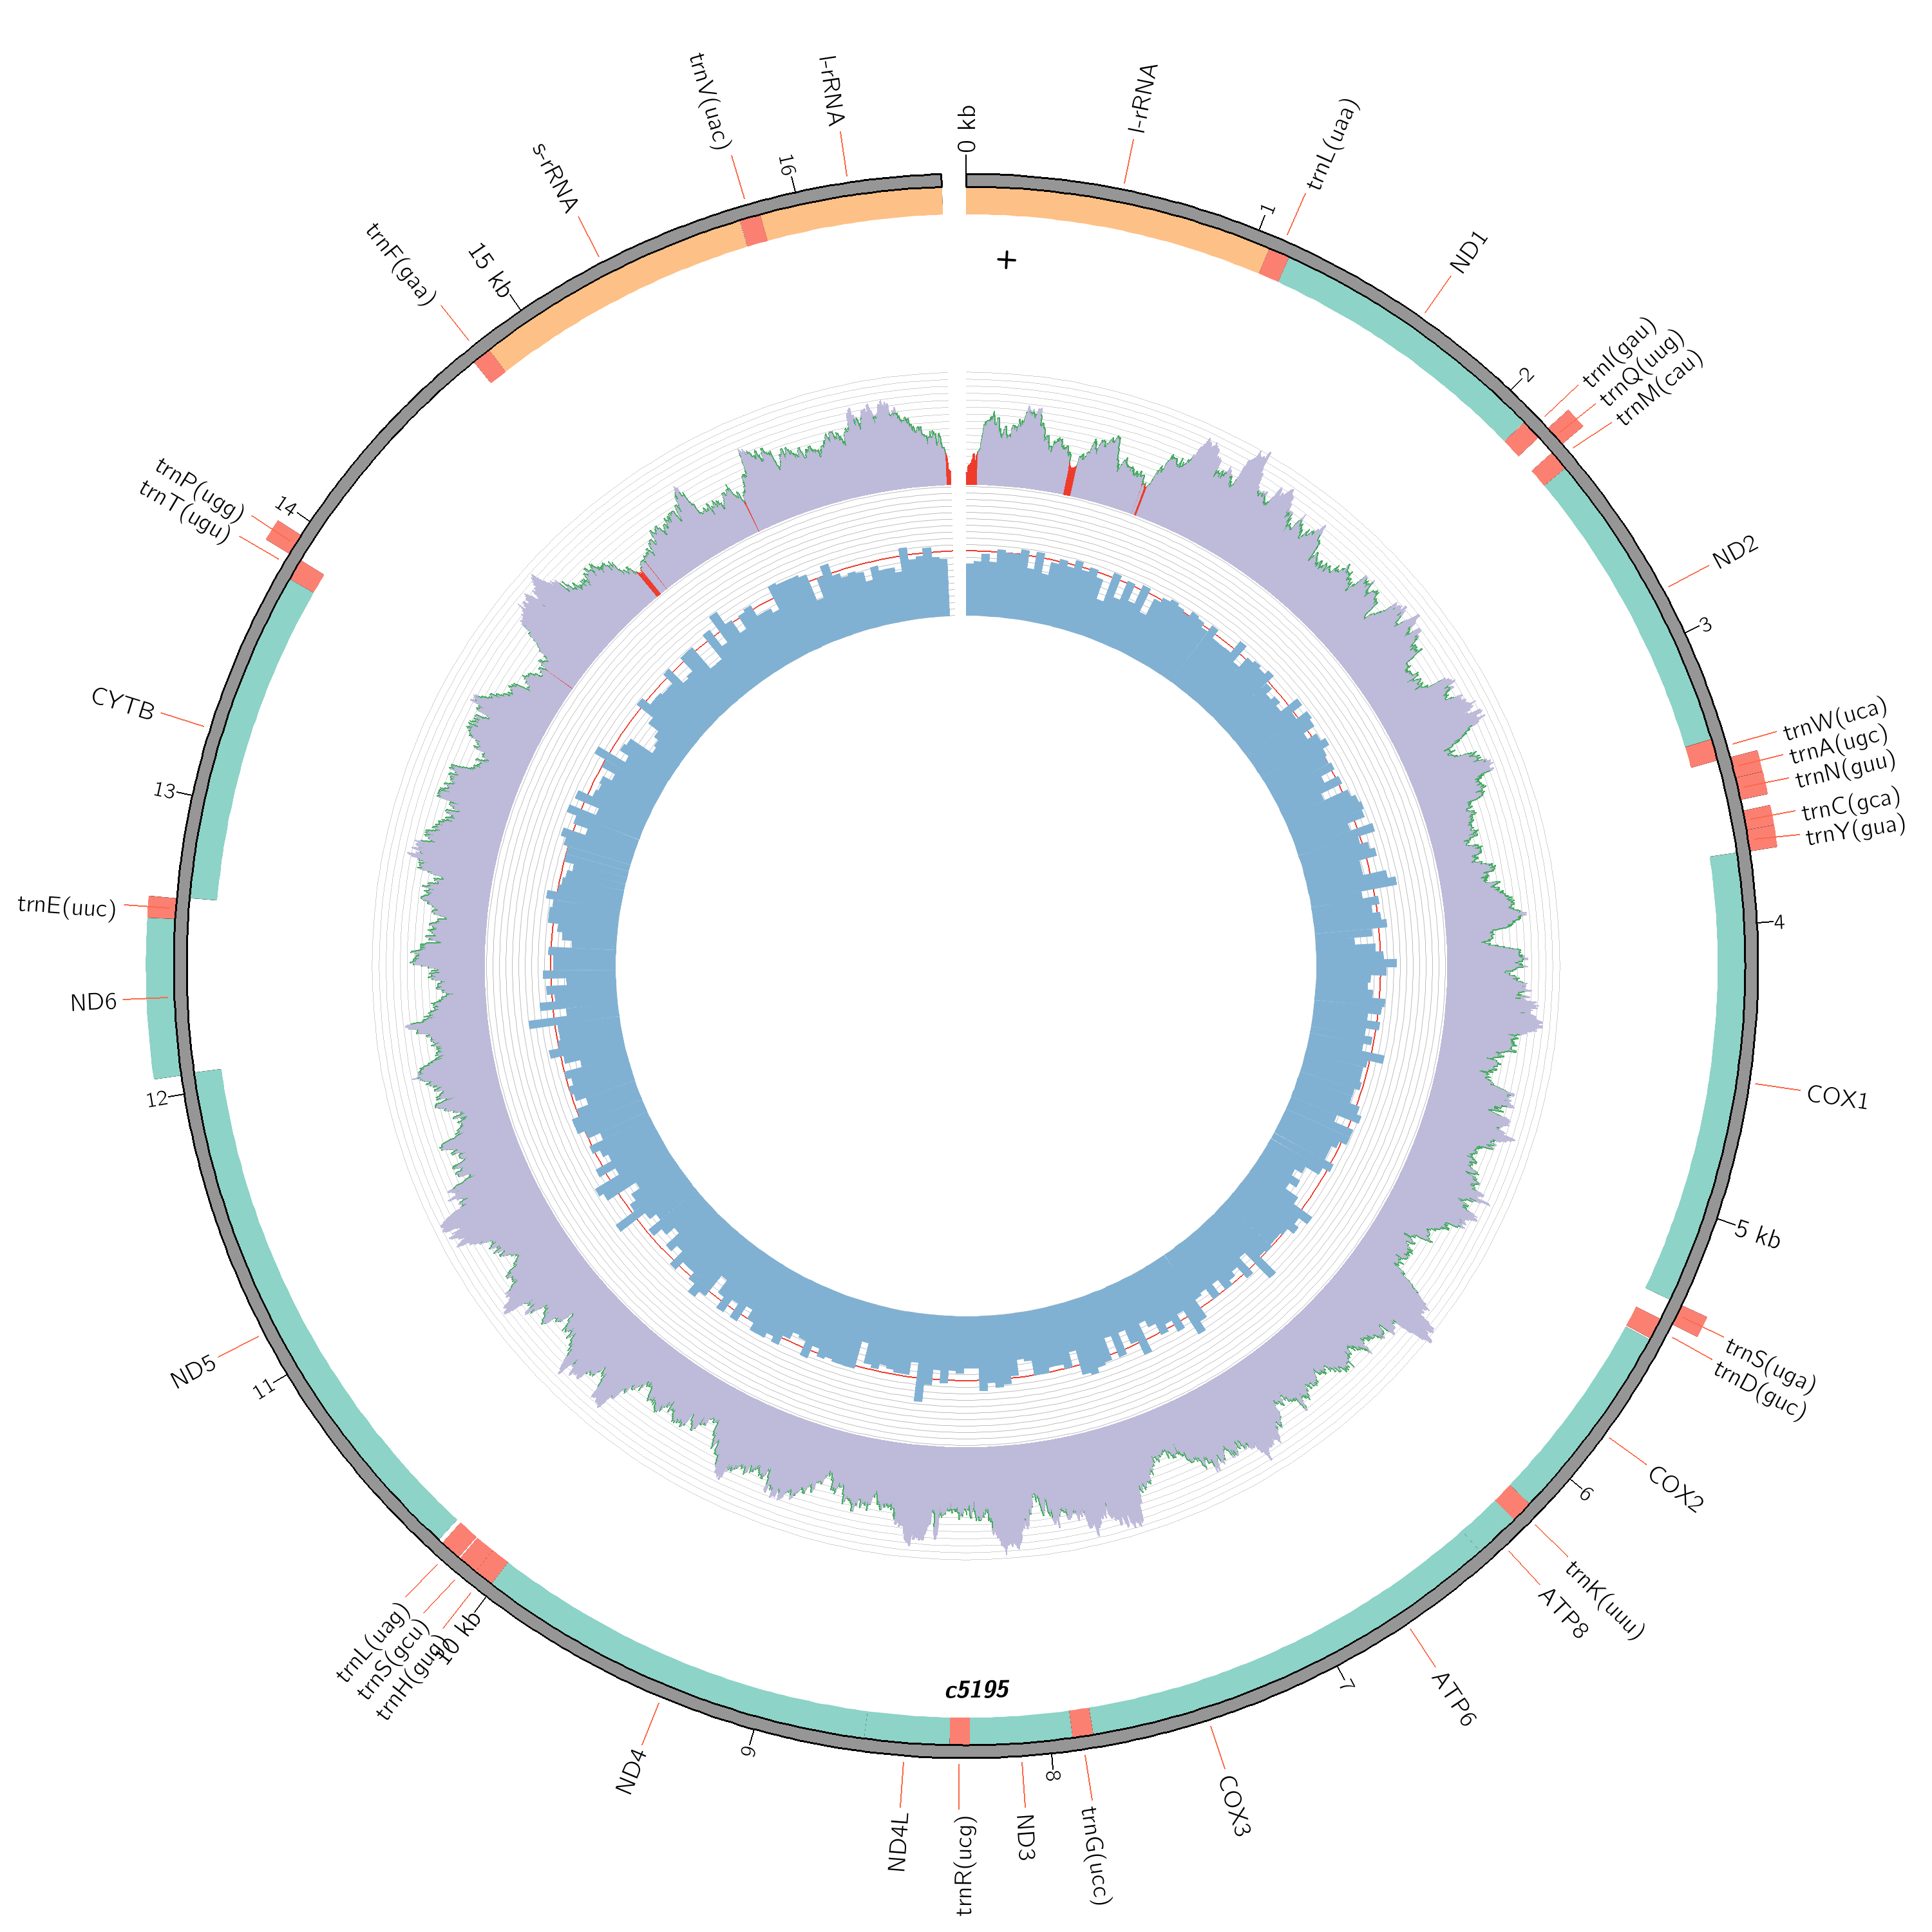 0 kb
l-rRNA
1
trnL(uaa)
ND1
2
trnI(gau)
trnQ(uug)
trnM(cau)
ND2
3
trnW(uca)
trnA(ugc)
trnN(guu)
trnC(gca)
trnY(gua)
4
COX1
5 kb
trnS(uga)
trnD(guc)
COX2
6
trnK(uuu)
ATP8
ATP6
7
COX3
trnG(ucc)
8
ND3
trnR(ucg)
ND4L
9
ND4
10 kb
trnH(gug)
trnS(gcu)
trnL(uag)
11
ND5
12
ND6
trnE(uuc)
13
CYTB
trnT(ugu)
trnP(ugg)
14
trnF(gaa)
15 kb
s-rRNA
trnV(uac)
16
l-rRNA
+
c5195